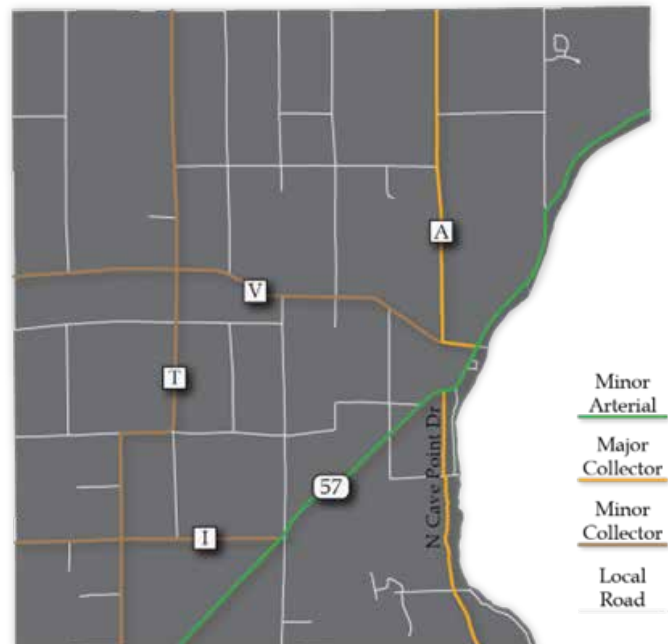 A
V
T
57
I
N Cave Point Dr
Minor
Arterial
Major
Collector
Minor
Collector
Local
Road